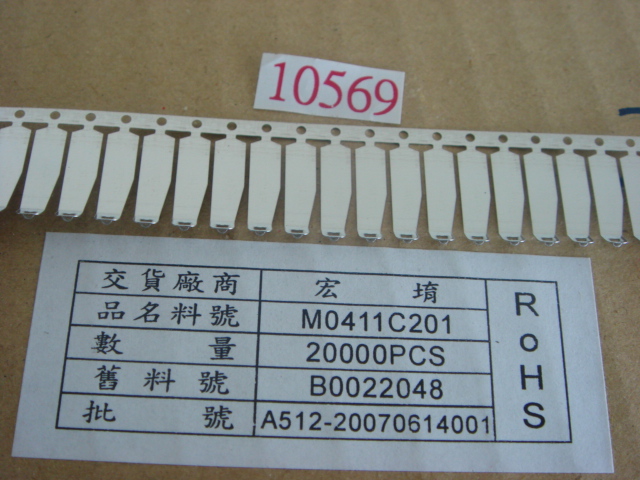 10569
交貨廠商 宏堉
品名料號 M0411C201
數量 20000PCS
舊料號 B0022048
批號 A512-20070614001
RoHS